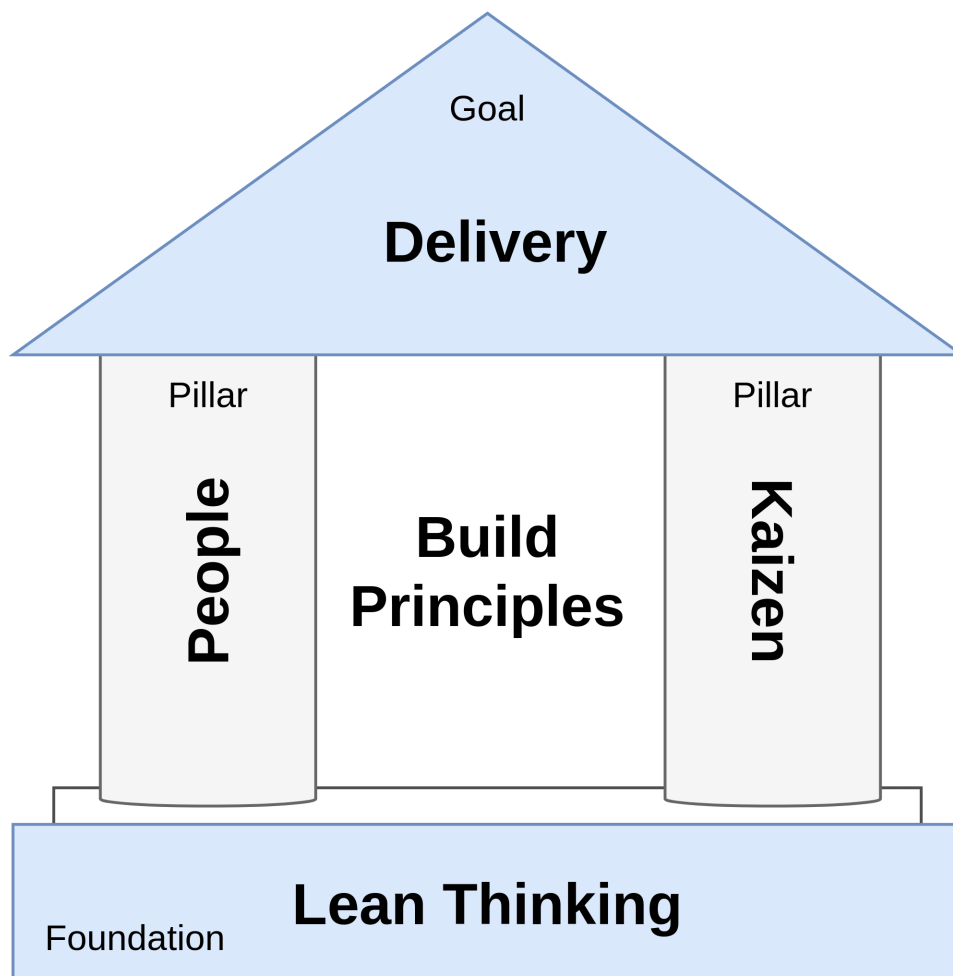 Goal
Delivery
Pillar
People
Build
Principles
Pillar
Kaizen
Lean Thinking
Foundation